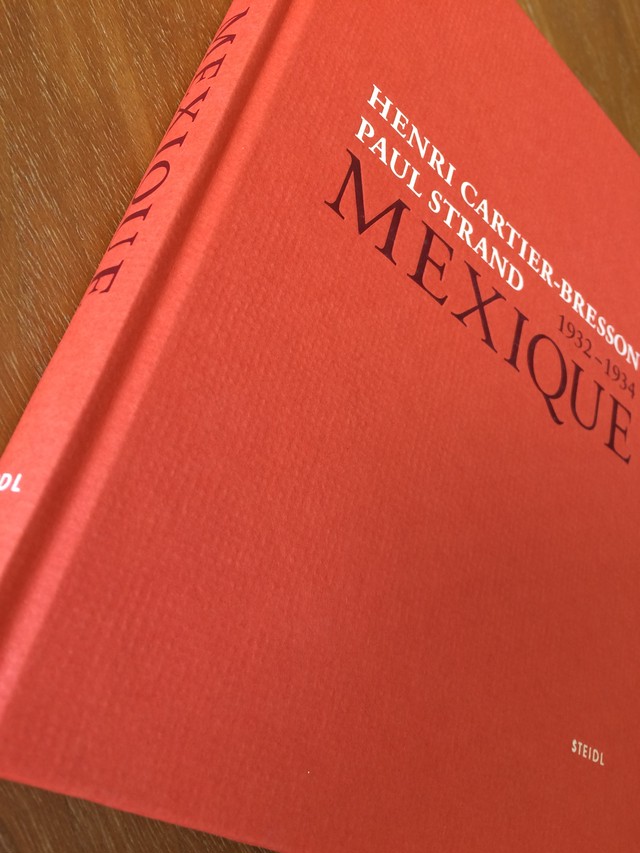 MEXIQUE
HENRI CARTIER-BRESSON
PAUL STRAND
1932-1934
MEXIQUE
STEIDL